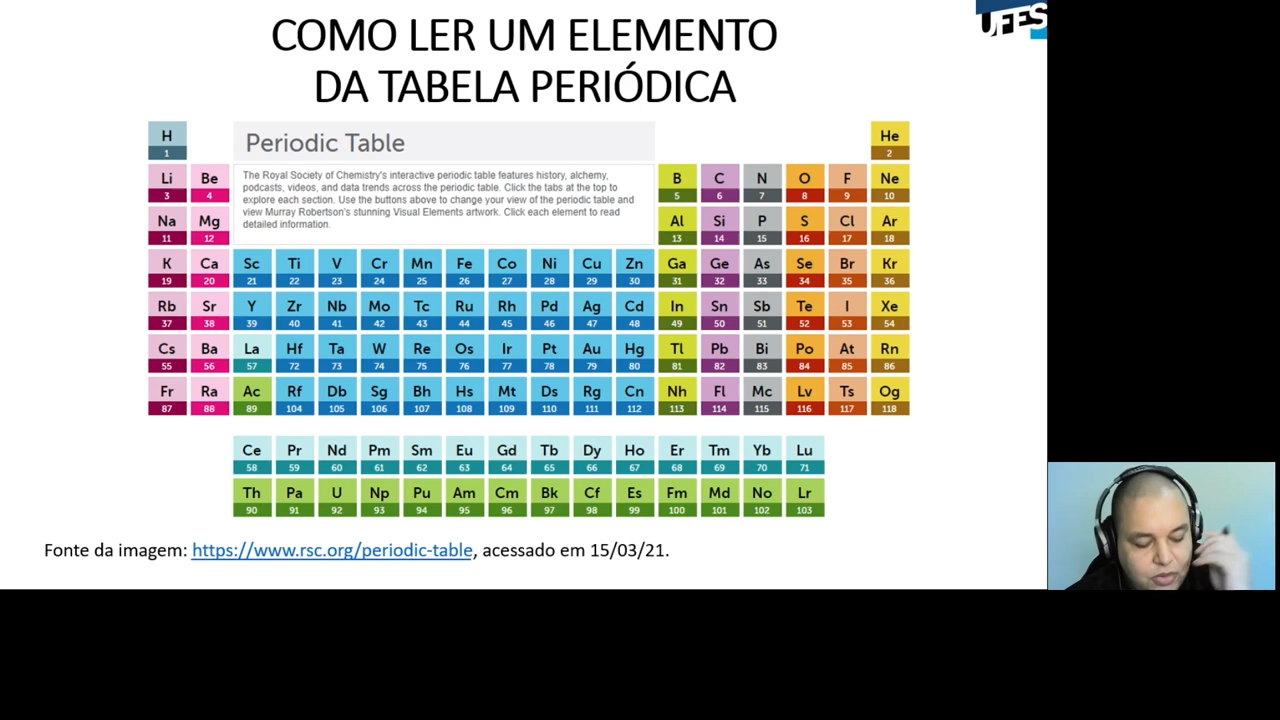 COMO LER UM ELEMENTO
DA TABELA PERIÓDICA
UFES
H He
1 2
Periodic Table
The Royal Society of Chemistry's interactive periodic table features history, alchemy,
podcasts, videos, and data trends across the periodic table. Click the tabs at the top to
explore each section. Use the buttons above to change your view of the periodic table and
view Murray Robertson's stunning Visual Elements artwork. Click each element to read
detailed information.
Li Be B C N O F Ne
3 4 5 6 7 8 9 10
Na Mg Al Si P S Cl Ar
11 12 13 14 15 16 17 18
K Ca Sc Ti V Cr Mn Fe Co Ni Cu Zn Ga Ge As Se Br Kr
19 20 21 22 23 24 25 26 27 28 29 30 31 32 33 34 35 36
Rb Sr Y Zr Nb Mo Tc Ru Rh Pd Ag Cd In Sn Sb Te I Xe
37 38 39 40 41 42 43 44 45 46 47 48 49 50 51 52 53 54
Cs Ba La Hf Ta W Re Os Ir Pt Au Hg Tl Pb Bi Po At Rn
55 56 57 72 73 74 75 76 77 78 79 80 81 82 83 84 85 86
Fr Ra Ac Rf Db Sg Bh Hs Mt Ds Rg Cn Nh Fl Mc Lv Ts Og
87 88 89 104 105 106 107 108 109 110 111 112 113 114 115 116 117 118
Ce Pr Nd Pm Sm Eu Gd Tb Dy Ho Er Tm Yb Lu
58 59 60 61 62 63 64 65 66 67 68 69 70 71
Th Pa U Np Pu Am Cm Bk Cf Es Fm Md No Lr
90 91 92 93 94 95 96 97 98 99 100 101 102 103
Fonte da imagem: https://www.rsc.org/periodic-table, acessado em 15/03/21.